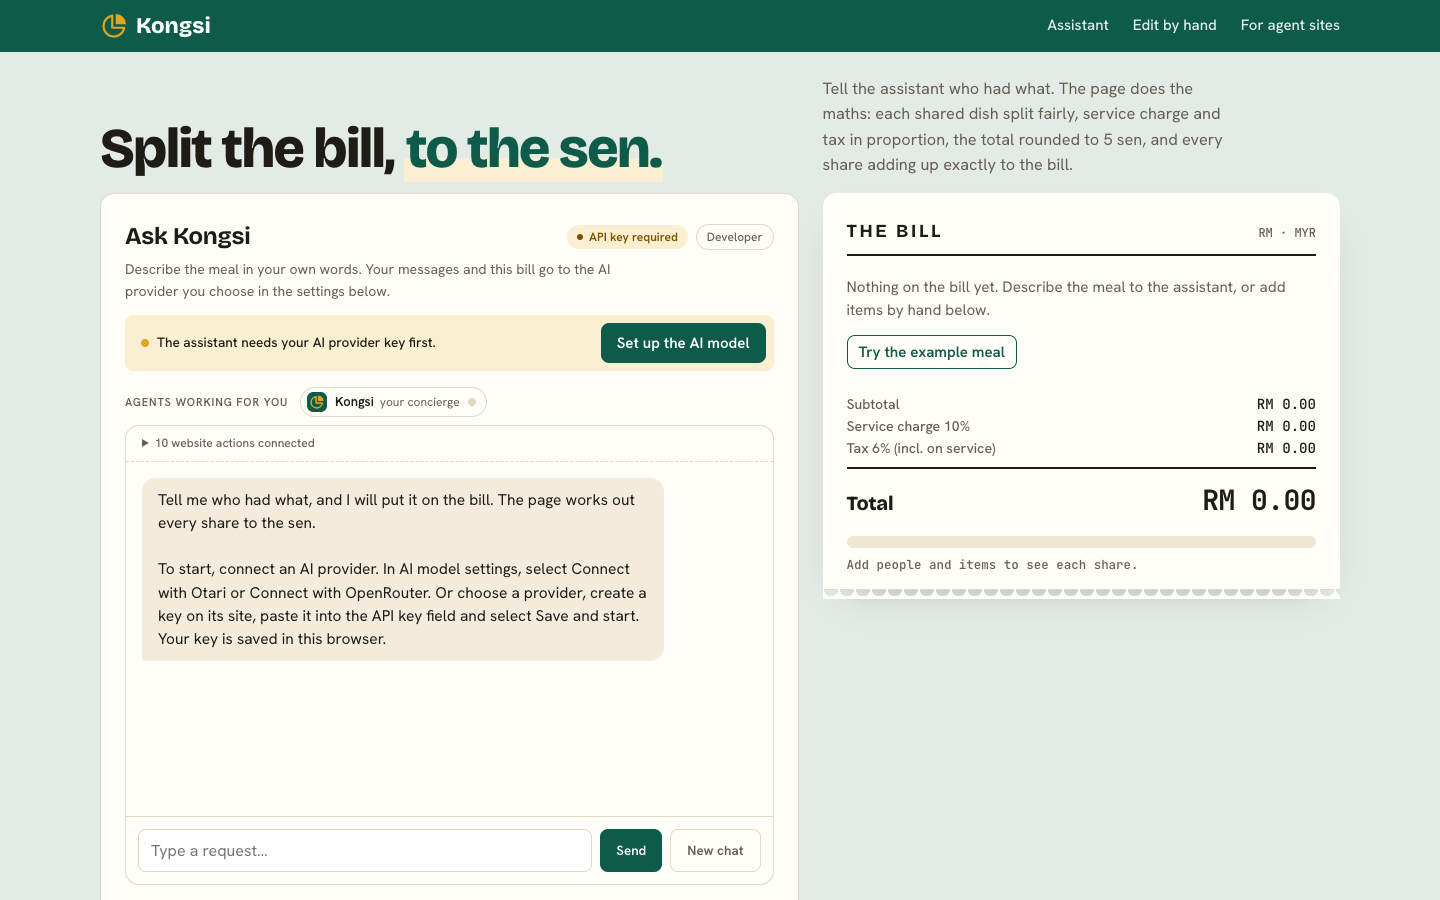 Kongsi
Assistant
Edit by hand
For agent sites
Split the bill, to the sen.
Tell the assistant who had what. The page does the
maths: each shared dish split fairly, service charge and
tax in proportion, the total rounded to 5 sen, and every
share adding up exactly to the bill.
Ask Kongsi
API key required
Developer
Describe the meal in your own words. Your messages and this bill go to the AI
provider you choose in the settings below.
The assistant needs your AI provider key first.
Set up the AI model
AGENTS WORKING FOR YOU
Kongsi your concierge
10 website actions connected
Tell me who had what, and I will put it on the bill. The page works out
every share to the sen.
To start, connect an AI provider. In AI model settings, select Connect
with Otari or Connect with OpenRouter. Or choose a provider, create a
key on its site, paste it into the API key field and select Save and start.
Your key is saved in this browser.
Type a request...
Send
New chat
THE BILL
RM · MYR
Nothing on the bill yet. Describe the meal to the assistant, or add
items by hand below.
Try the example meal
Subtotal RM 0.00
Service charge 10% RM 0.00
Tax 6% (incl. on service) RM 0.00
Total RM 0.00
Add people and items to see each share.